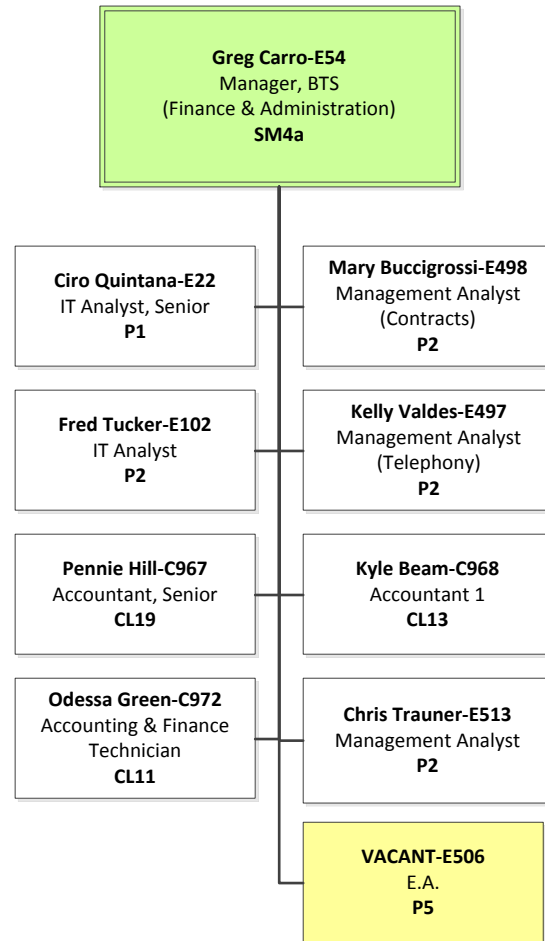 Greg Carro-E54
Manager, BTS
(Finance & Administration)
SM4a
Ciro Quintana-E22
IT Analyst, Senior
P1
Mary Buccigrossi-E498
Management Analyst
(Contracts)
P2
Fred Tucker-E102
IT Analyst
P2
Kelly Valdes-E497
Management Analyst
(Telephony)
P2
Pennie Hill-C967
Accountant, Senior
CL19
Kyle Beam-C968
Accountant 1
CL13
Odessa Green-C972
Accounting & Finance
Technician
CL11
Chris Trauner-E513
Management Analyst
P2
VACANT-E506
E.A.
P5